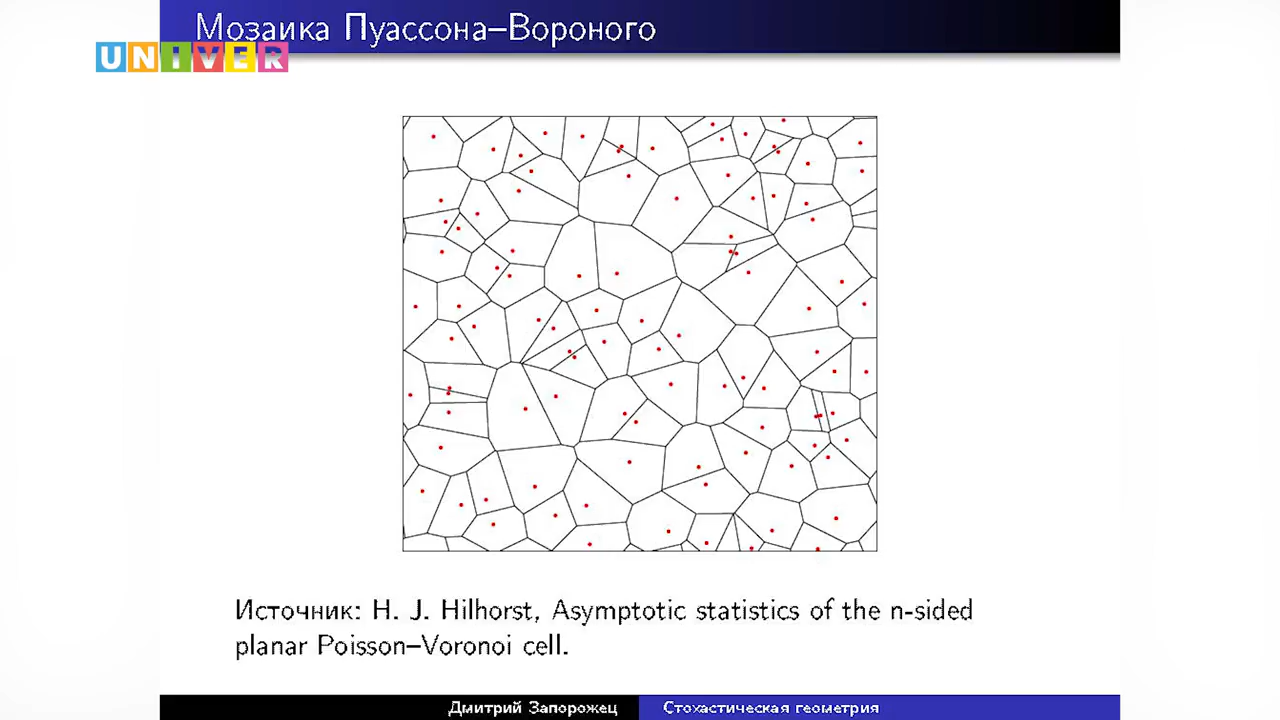 Мозаика Пуассона–Вороного
UNIVER
Источник: H. J. Hilhorst, Asymptotic statistics of the n-sided
planar Poisson–Voronoi cell.
Дмитрий Запорожец
Стохастическая геометрия